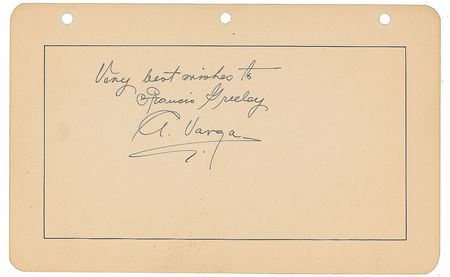 Very best wishes to
Francis Greeley
A. Varga